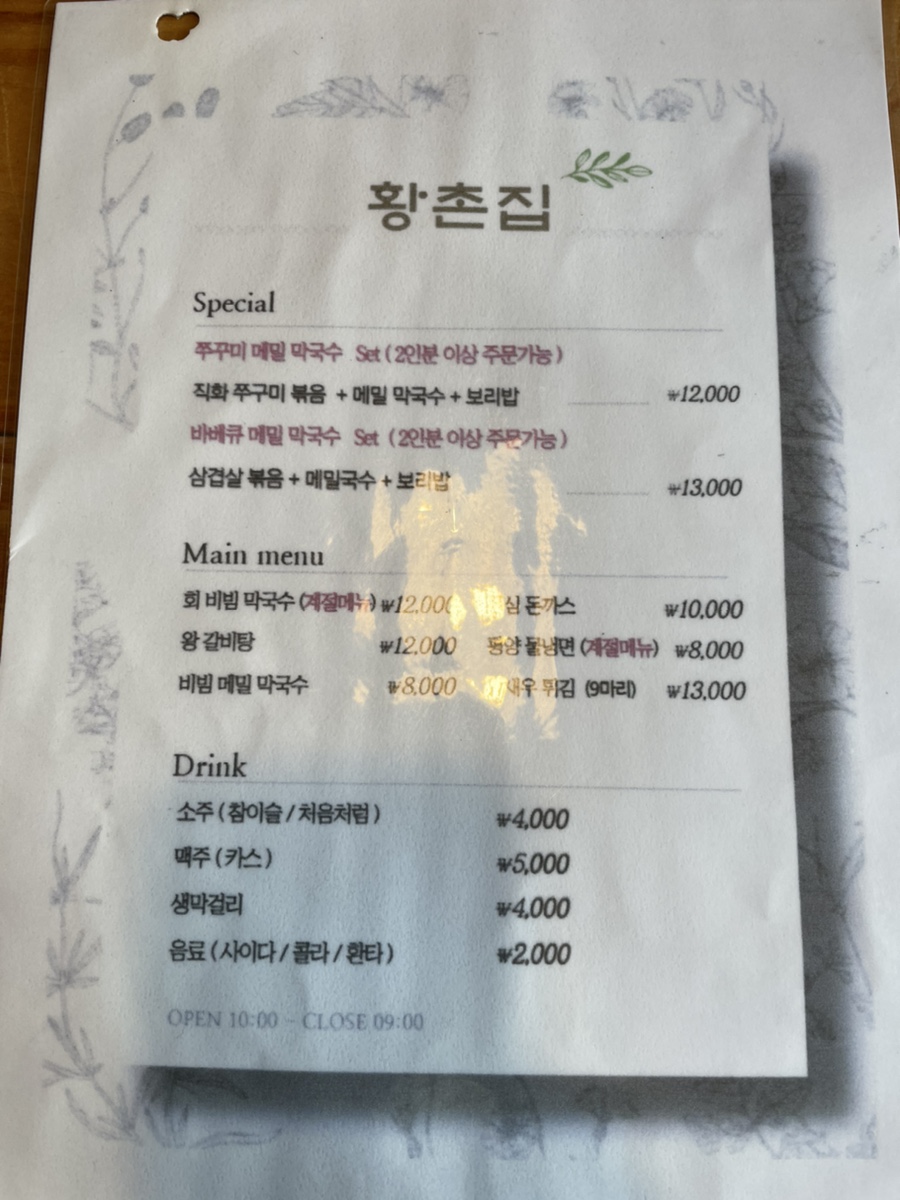 황촌집
Special
쭈꾸미 메밀 막국수 Set ( 2인분 이상 주문가능 )
직화 쭈구미 볶음 + 메밀 막국수 + 보리밥 ₩12,000
바베큐 메밀 막국수 Set ( 2인분 이상 주문가능 )
삼겹살 볶음 + 메밀국수 + 보리밥 ₩13,000
Main menu
회 비빔 막국수 (계절메뉴) ₩12,000 돈까스 ₩10,000
왕 갈비탕 ₩12,000 평양 물냉면 (계절메뉴) ₩8,000
비빔 메밀 막국수 ₩8,000 튀김 (9마리) ₩13,000
Drink
소주 ( 참이슬 / 처음처럼 ) ₩4,000
맥주 ( 카스 ) ₩5,000
생막걸리 ₩4,000
음료 ( 사이다 / 콜라 / 환타 ) ₩2,000
OPEN 10:00 - CLOSE 09:00